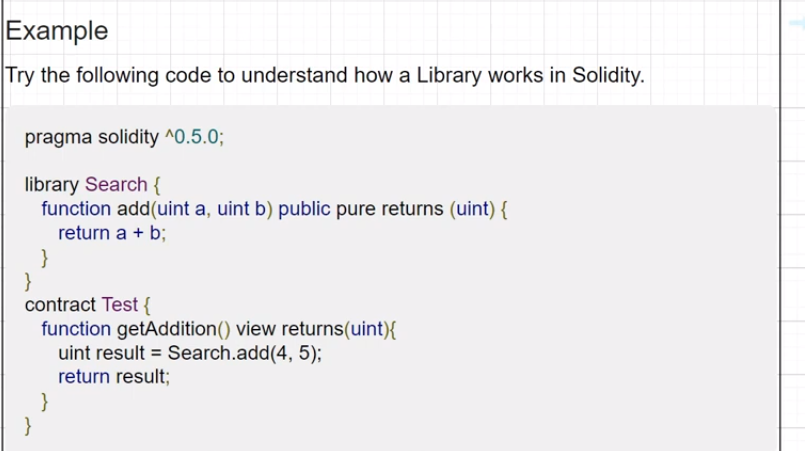 Example
Try the following code to understand how a Library works in Solidity.
pragma solidity ^0.5.0;
library Search {
function add(uint a, uint b) public pure returns (uint) {
return a + b;
}
}
contract Test {
function getAddition() view returns(uint){
uint result = Search.add(4, 5);
return result;
}
}